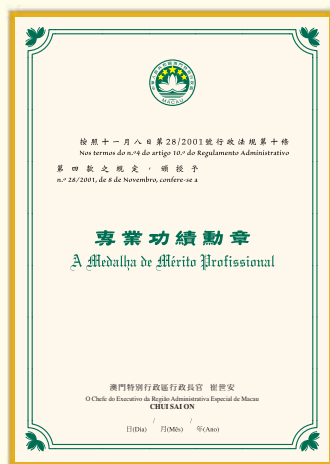 MACAU
按照十一月八日第28/2001號行政法規第十條
Nos termos do n.º4 do artigo 10.º do Regulamento Administrativo
第四款之規定，頒授予
n.º 28/2001, de 8 de Novembro, confere-se a
專業功績勳章
A Medalha de Mérito Profissional
澳門特別行政區行政長官 崔世安
O Chefe do Executivo da Região Administrativa Especial de Macau
CHUI SAI ON
/ /
日(Dia) 月(Mês) 年(Ano)